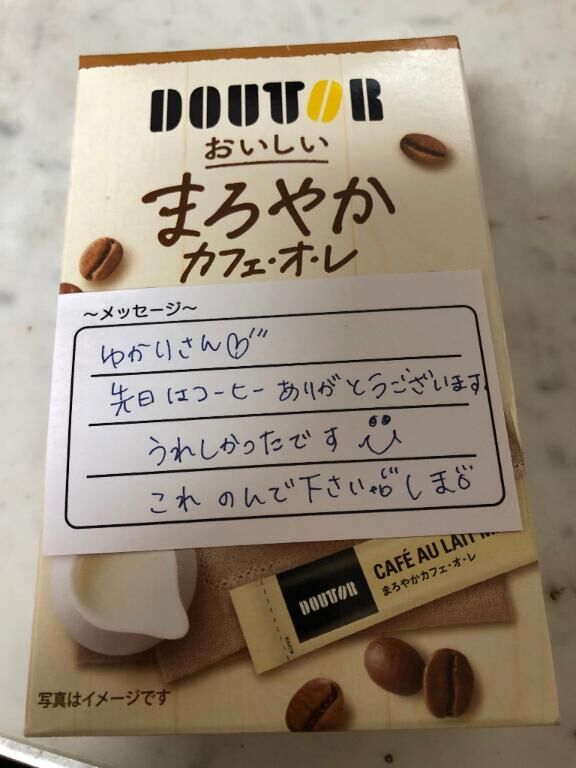 DOUTOR
おいしい
まろやか
カフェ・オ・レ
～メッセージ～
ゆかりさん♡
先日はコーヒーありがとうございます。
うれしかったです
これ のんで下さい
CAFÉ AU LAIT
DOUTOR
まろやかカフェ・オ・レ
写真はイメージです